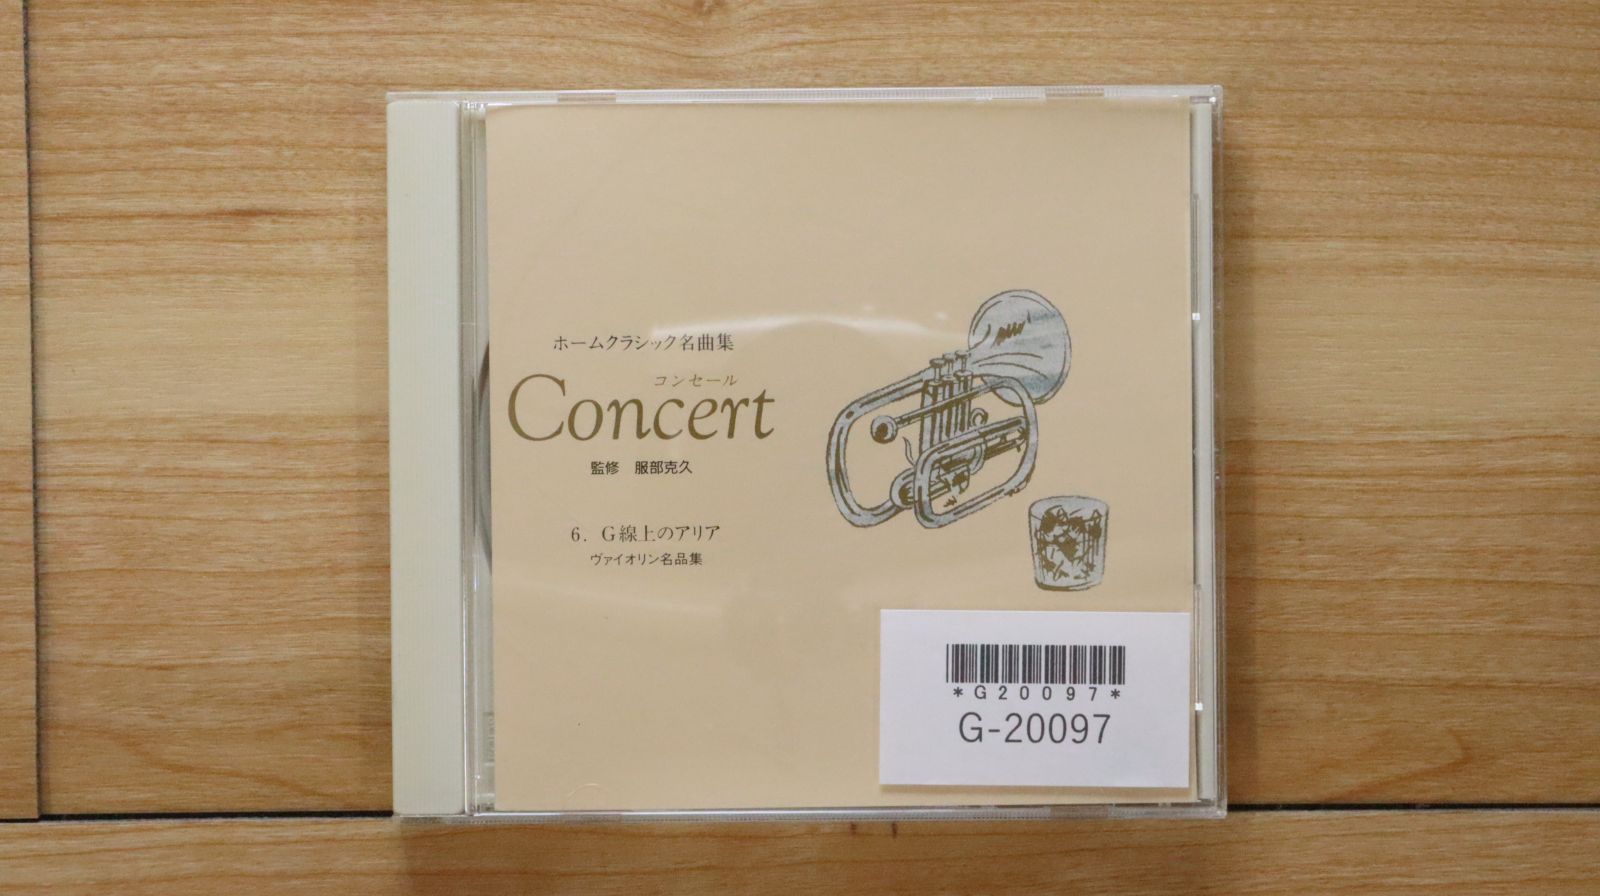 ホームクラシック名曲集
コンセール
Concert
監修 服部克久
6. G線上のアリア
ヴァイオリン名品集
*G20097*
G-20097